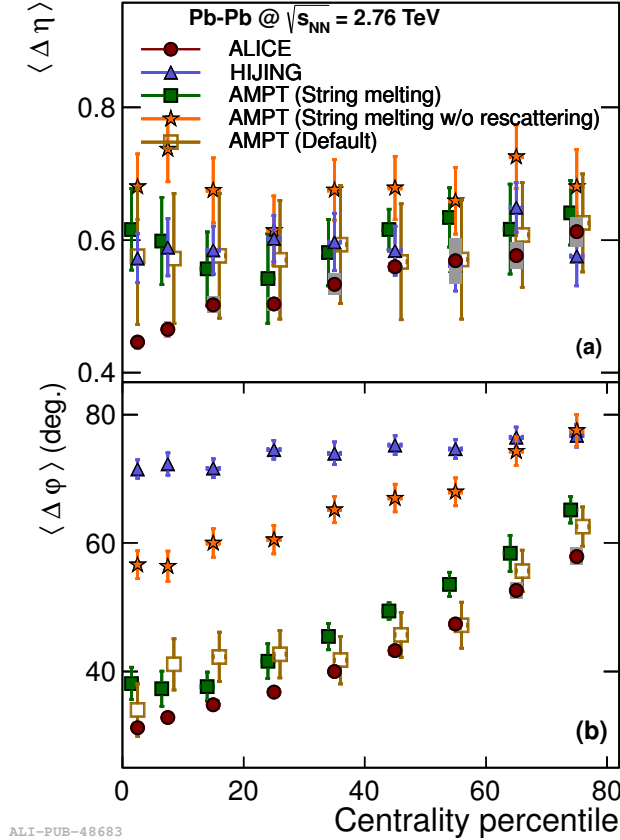 Pb-Pb @ √s_NN = 2.76 TeV
ALICE
HIJING
AMPT (String melting)
AMPT (String melting w/o rescattering)
AMPT (Default)
⟨Δη⟩
0.8
0.6
0.4
(a)
⟨Δφ⟩ (deg.)
80
60
40
(b)
0 20 40 60 80
Centrality percentile
ALI-PUB-48683